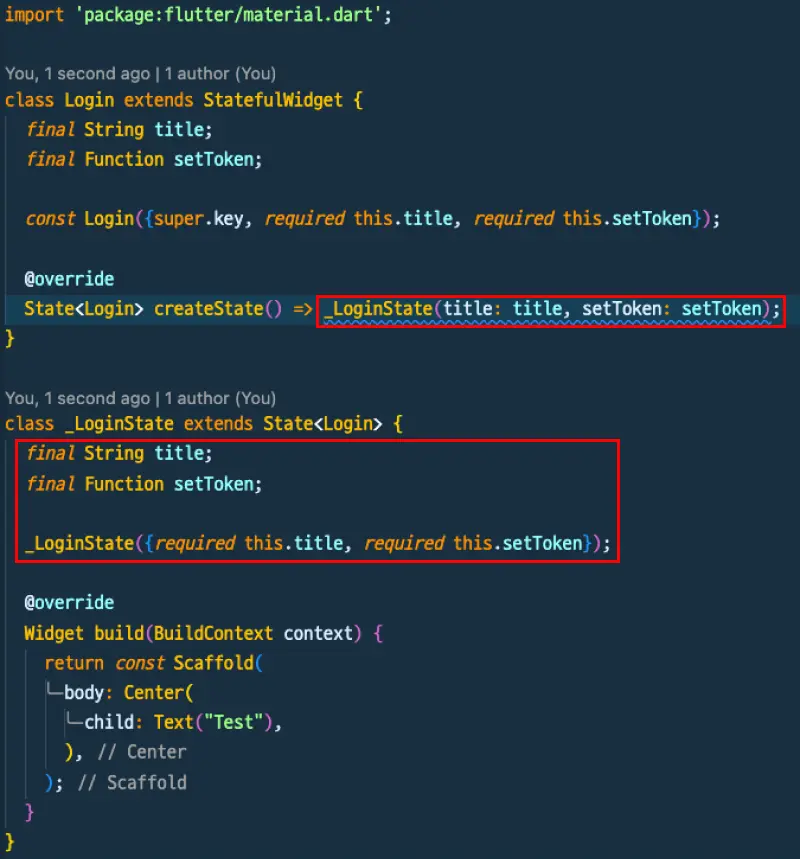 import 'package:flutter/material.dart';
You, 1 second ago | 1 author (You)
class Login extends StatefulWidget {
final String title;
final Function setToken;
const Login({super.key, required this.title, required this.setToken});
@override
State<Login> createState() => _LoginState(title: title, setToken: setToken);
}
You, 1 second ago | 1 author (You)
class _LoginState extends State<Login> {
final String title;
final Function setToken;
_LoginState({required this.title, required this.setToken});
@override
Widget build(BuildContext context) {
return const Scaffold(
body: Center(
child: Text("Test"),
), // Center
); // Scaffold
}
}